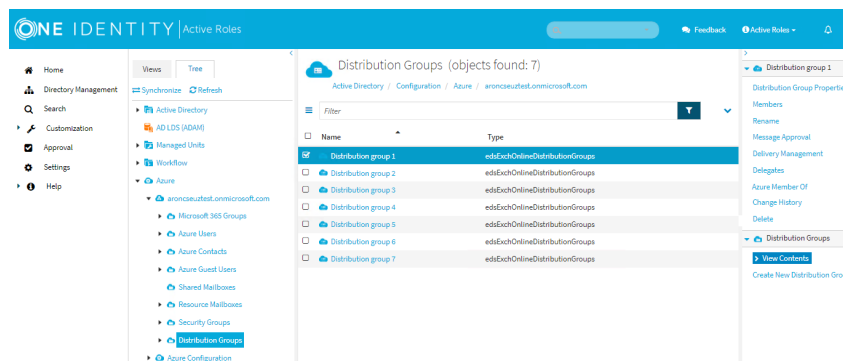 ONE IDENTITY Active Roles
Feedback
Active Roles
Home
Directory Management
Search
Customization
Approval
Settings
Help
Views Tree
Synchronize Refresh
Active Directory
AD LDS (ADAM)
Managed Units
Workflow
Azure
aroncseuztest.onmicrosoft.com
Microsoft 365 Groups
Azure Users
Azure Contacts
Azure Guest Users
Shared Mailboxes
Resource Mailboxes
Security Groups
Distribution Groups
Azure Configuration
Distribution Groups (objects found: 7)
Active Directory / Configuration / Azure / aroncseuztest.onmicrosoft.com
Filter
Name Type
Distribution group 1 edsExchOnlineDistributionGroups
Distribution group 2 edsExchOnlineDistributionGroups
Distribution group 3 edsExchOnlineDistributionGroups
Distribution group 4 edsExchOnlineDistributionGroups
Distribution group 5 edsExchOnlineDistributionGroups
Distribution group 6 edsExchOnlineDistributionGroups
Distribution group 7 edsExchOnlineDistributionGroups
Distribution group 1
Distribution Group Propertie
Members
Rename
Message Approval
Delivery Management
Delegates
Azure Member Of
Change History
Delete
Distribution Groups
View Contents
Create New Distribution Gro